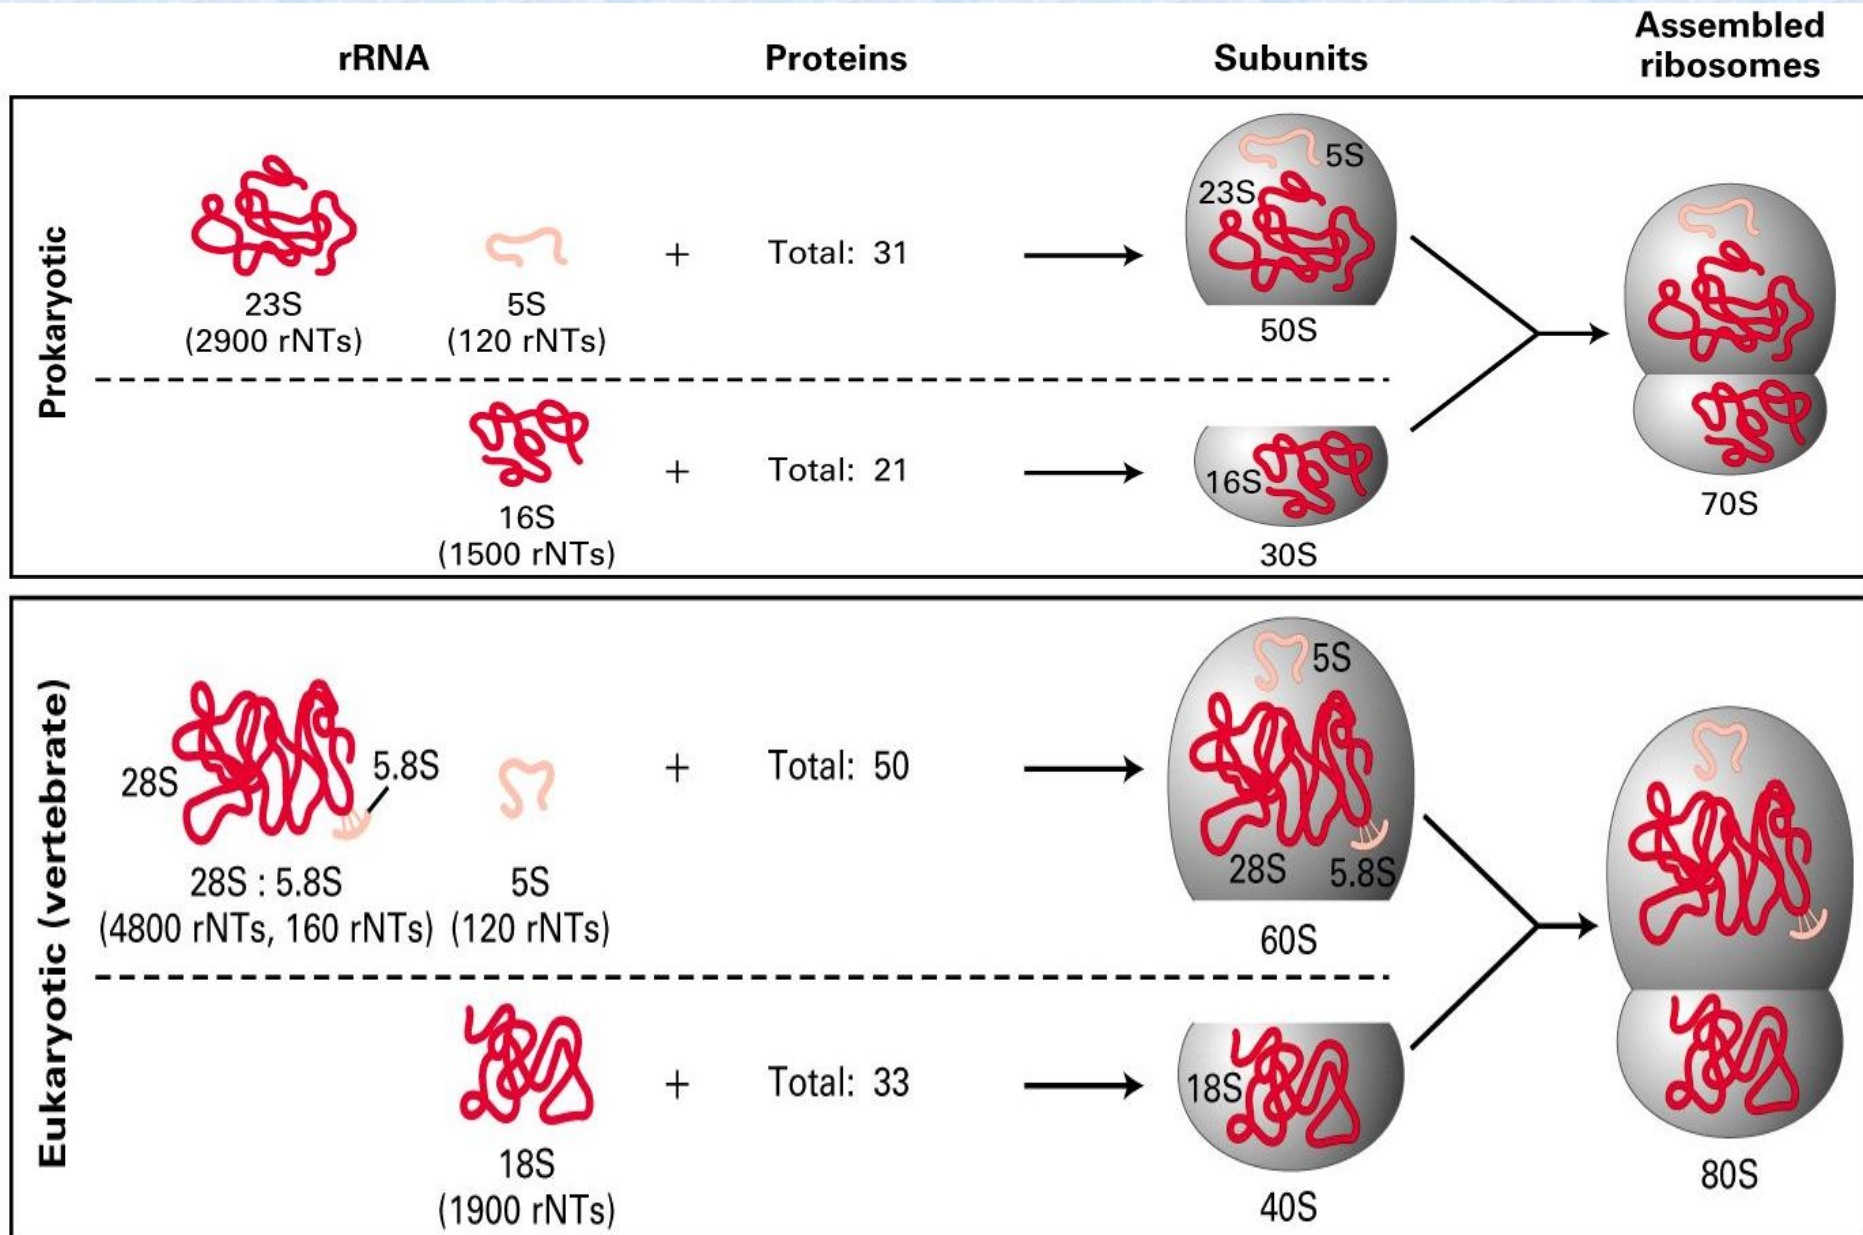 rRNA
Proteins
Subunits
Assembled
ribosomes
Prokaryotic
23S
(2900 rNTs)
5S
(120 rNTs)
+
Total: 31
5S
23S
50S
16S
(1500 rNTs)
+
Total: 21
16S
30S
70S
Eukaryotic (vertebrate)
28S
5.8S
28S : 5.8S
(4800 rNTs, 160 rNTs)
5S
(120 rNTs)
+
Total: 50
5S
28S
5.8S
60S
18S
(1900 rNTs)
+
Total: 33
18S
40S
80S